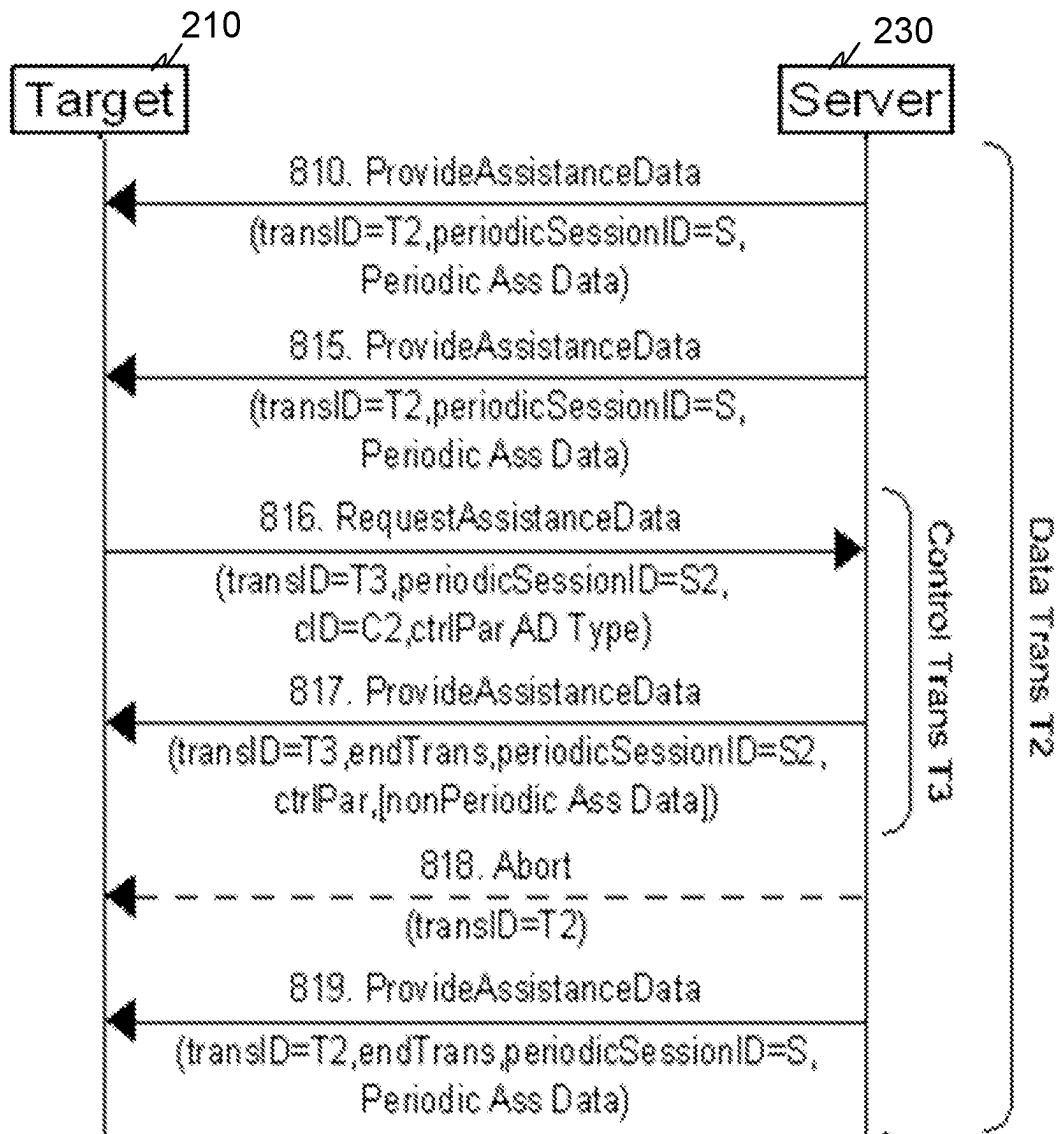 210
230
Target
Server
810. ProvideAssistanceData
(transID=T2,periodicSessionID=S,
Periodic Ass Data)
815. ProvideAssistanceData
(transID=T2,periodicSessionID=S,
Periodic Ass Data)
816. RequestAssistanceData
(transID=T3,periodicSessionID=S2,
cID=C2,ctrlPar,AD Type)
817. ProvideAssistanceData
(transID=T3,endTrans,periodicSessionID=S2,
ctrlPar,[nonPeriodic Ass Data])
818. Abort
(transID=T2)
819. ProvideAssistanceData
(transID=T2,endTrans,periodicSessionID=S,
Periodic Ass Data)
Control Trans T3
Data Trans T2